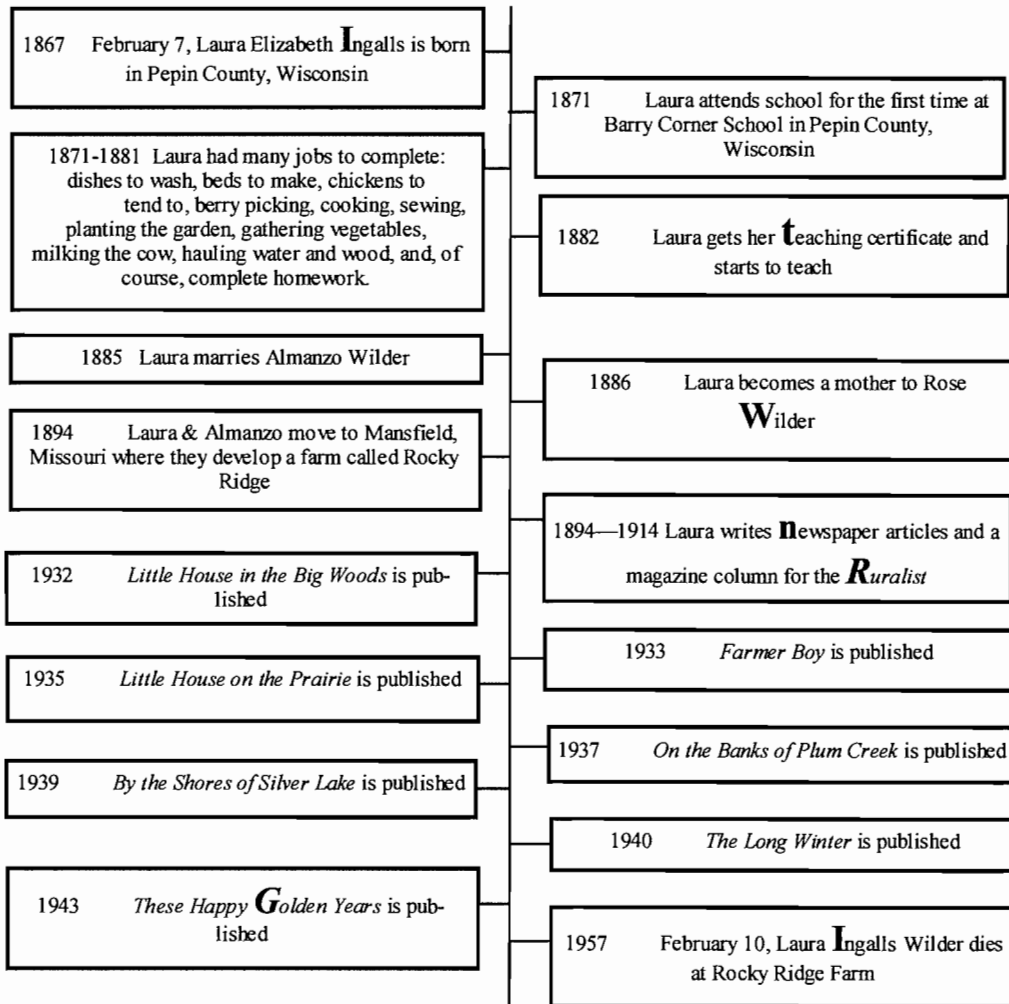 1867 February 7, Laura Elizabeth Ingalls is born
in Pepin County, Wisconsin
1871 Laura attends school for the first time at
Barry Corner School in Pepin County,
Wisconsin
1871-1881 Laura had many jobs to complete:
dishes to wash, beds to make, chickens to
tend to, berry picking, cooking, sewing,
planting the garden, gathering vegetables,
milking the cow, hauling water and wood, and, of
course, complete homework.
1882 Laura gets her teaching certificate and
starts to teach
1885 Laura marries Almanzo Wilder
1886 Laura becomes a mother to Rose
Wilder
1894 Laura & Almanzo move to Mansfield,
Missouri where they develop a farm called Rocky
Ridge
1894—1914 Laura writes newspaper articles and a
magazine column for the Ruralist
1932 Little House in the Big Woods is pub-
lished
1933 Farmer Boy is published
1935 Little House on the Prairie is published
1937 On the Banks of Plum Creek is published
1939 By the Shores of Silver Lake is published
1940 The Long Winter is published
1943 These Happy Golden Years is pub-
lished
1957 February 10, Laura Ingalls Wilder dies
at Rocky Ridge Farm